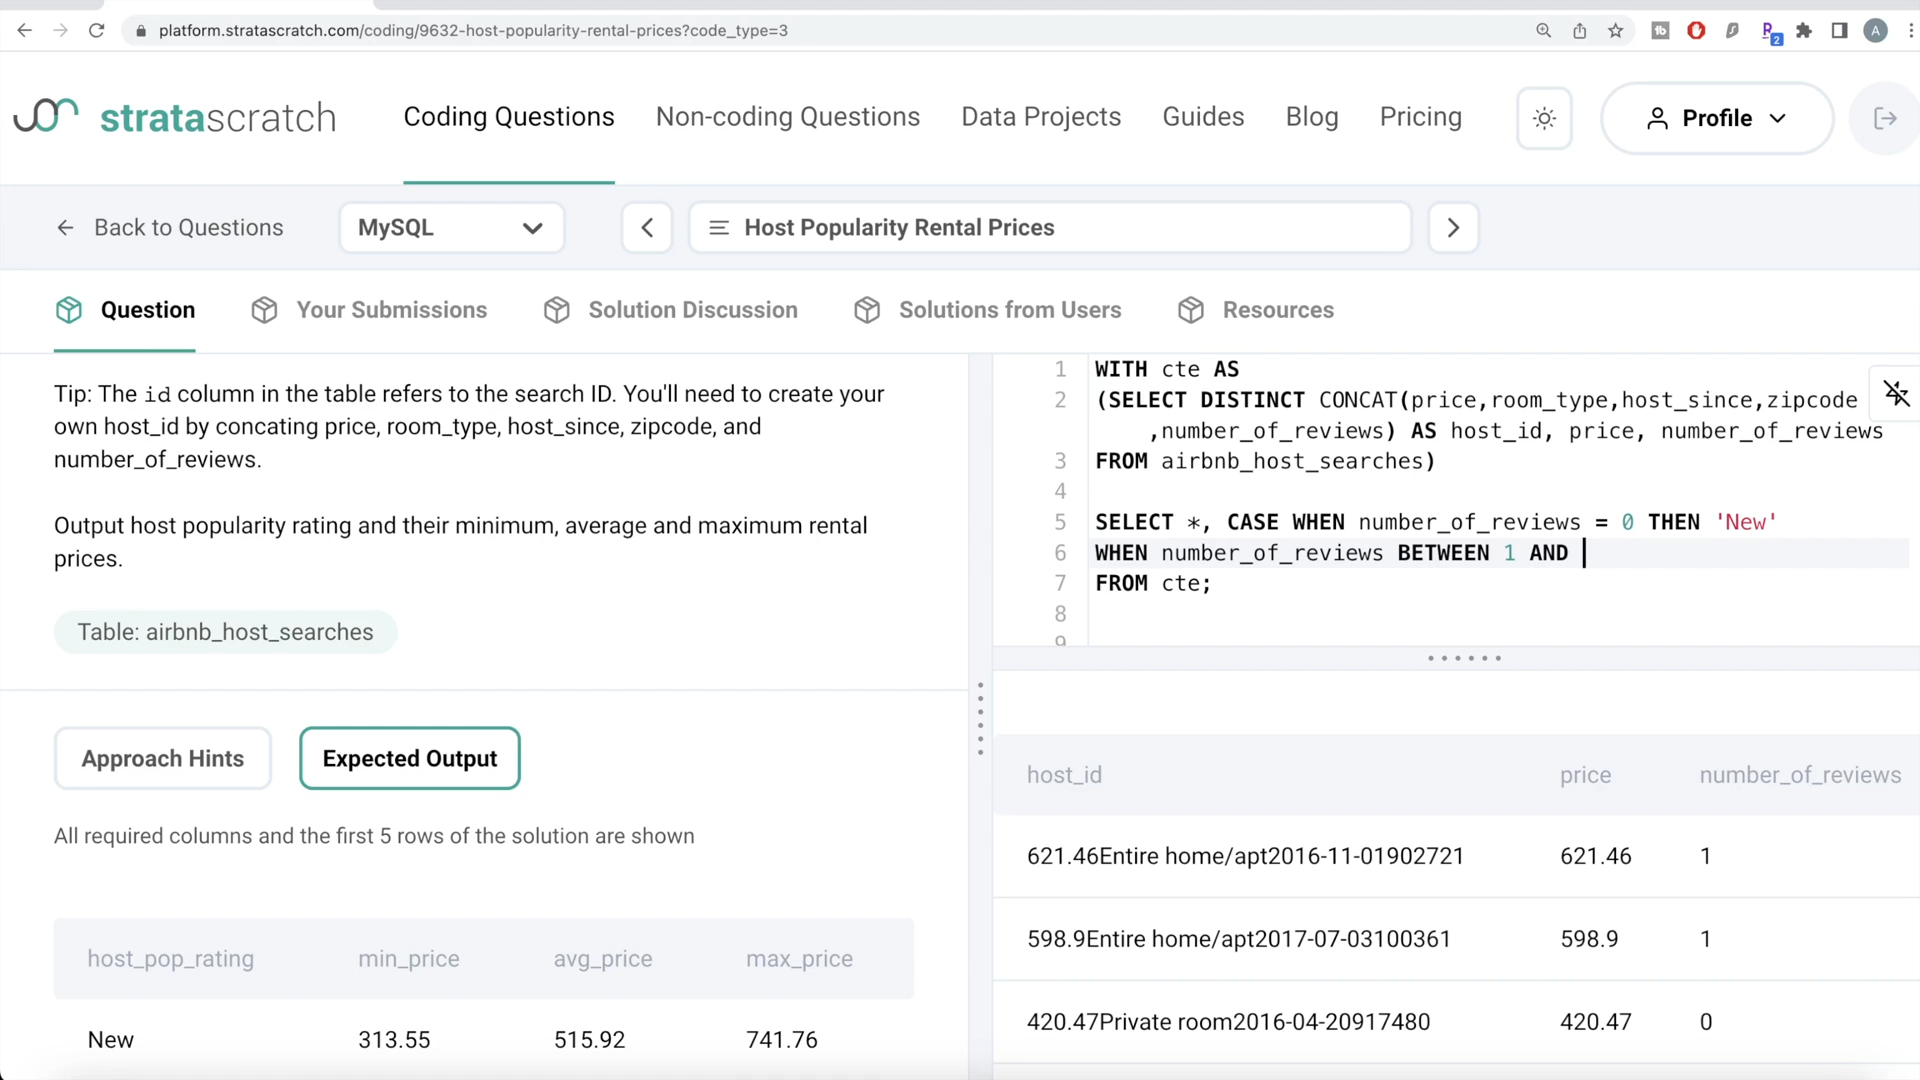 platform.stratascratch.com/coding/9632-host-popularity-rental-prices?code_type=3
2
A
stratascratch
Coding Questions
Non-coding Questions
Data Projects
Guides
Blog
Pricing
Profile
Back to Questions
MySQL
Host Popularity Rental Prices
Question
Your Submissions
Solution Discussion
Solutions from Users
Resources
Tip: The id column in the table refers to the search ID. You'll need to create your
own host_id by concating price, room_type, host_since, zipcode, and
number_of_reviews.
Output host popularity rating and their minimum, average and maximum rental
prices.
Table: airbnb_host_searches
Approach Hints
Expected Output
All required columns and the first 5 rows of the solution are shown
host_pop_rating min_price avg_price max_price
New 313.55 515.92 741.76
1 WITH cte AS
2 (SELECT DISTINCT CONCAT(price,room_type,host_since,zipcode
,number_of_reviews) AS host_id, price, number_of_reviews
3 FROM airbnb_host_searches)
4
5 SELECT *, CASE WHEN number_of_reviews = 0 THEN 'New'
6 WHEN number_of_reviews BETWEEN 1 AND
7 FROM cte;
8
9
host_id price number_of_reviews
621.46Entire home/apt2016-11-01902721 621.46 1
598.9Entire home/apt2017-07-03100361 598.9 1
420.47Private room2016-04-20917480 420.47 0